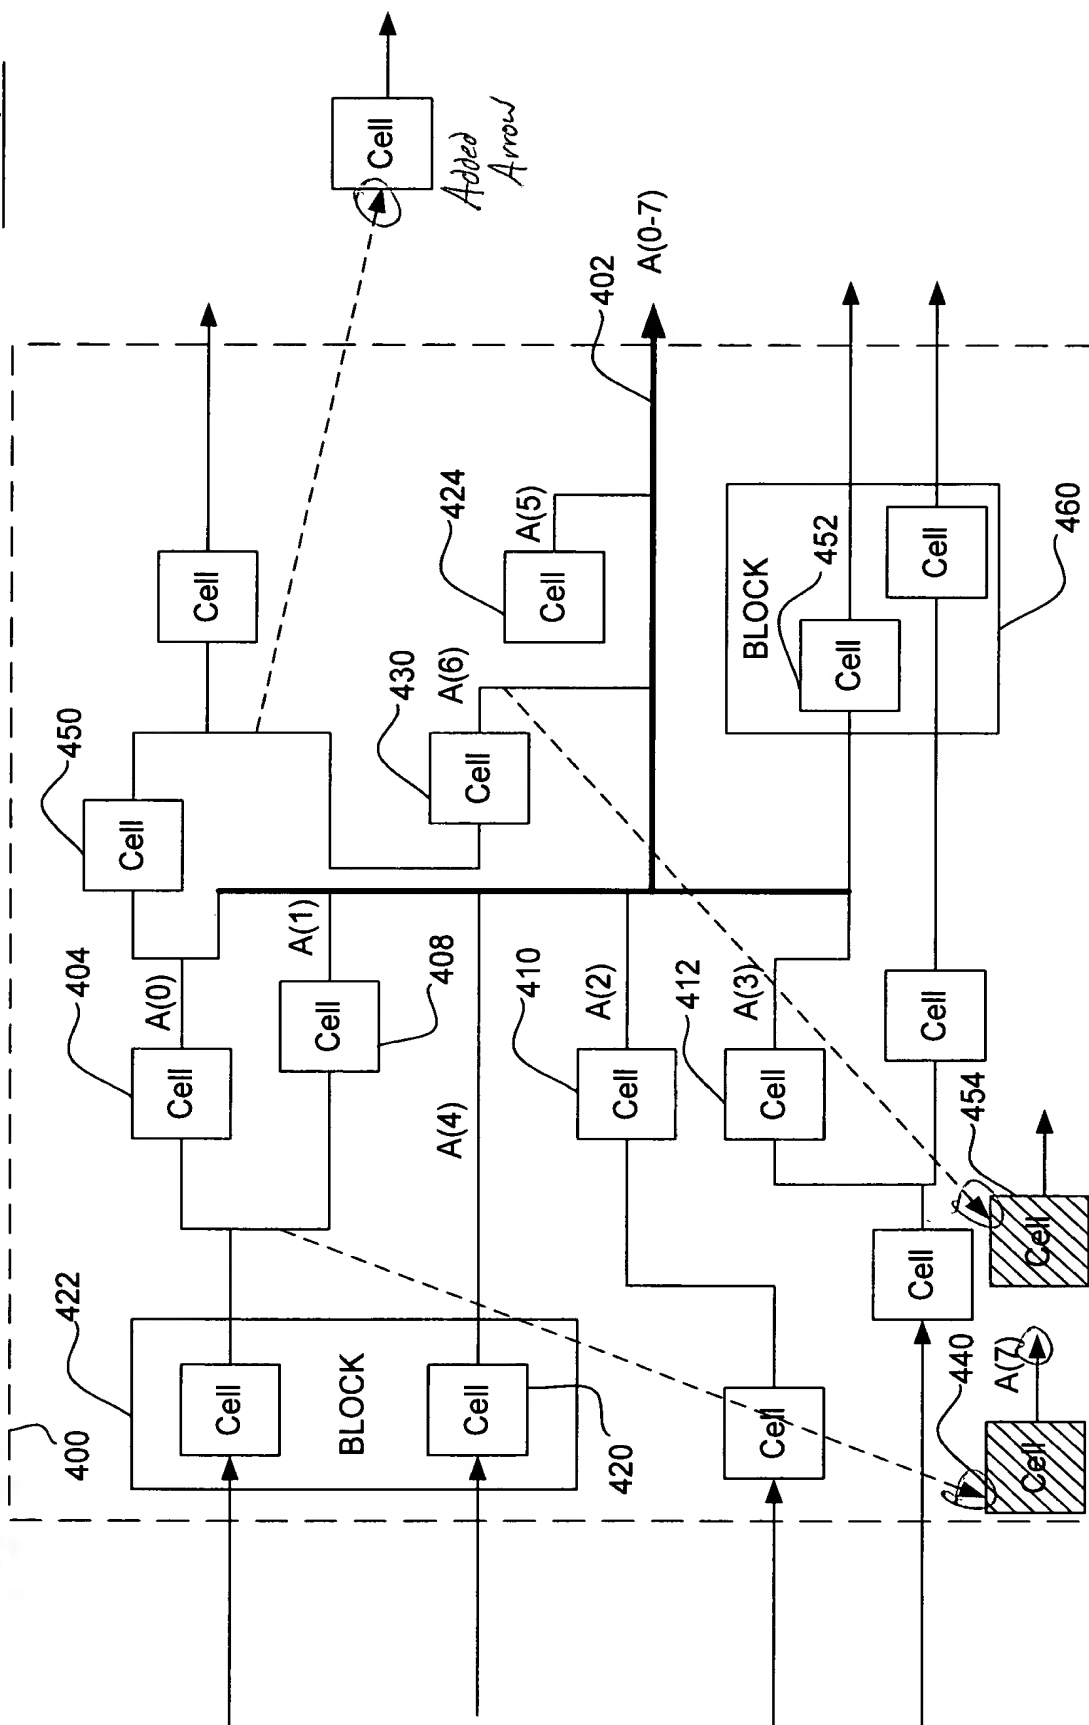 400
422
Cell
BLOCK
Cell
420
404
Cell
A(0)
Cell
A(1)
408
A(4)
450
Cell
Cell
Cell
Added
Arrow
430
Cell
A(6)
424
Cell
A(5)
402
A(0-7)
Cell
410
Cell
A(2)
412
Cell
A(3)
Cell
Cell
BLOCK
452
Cell
Cell
460
440
Cell
A(7)
454
Cell